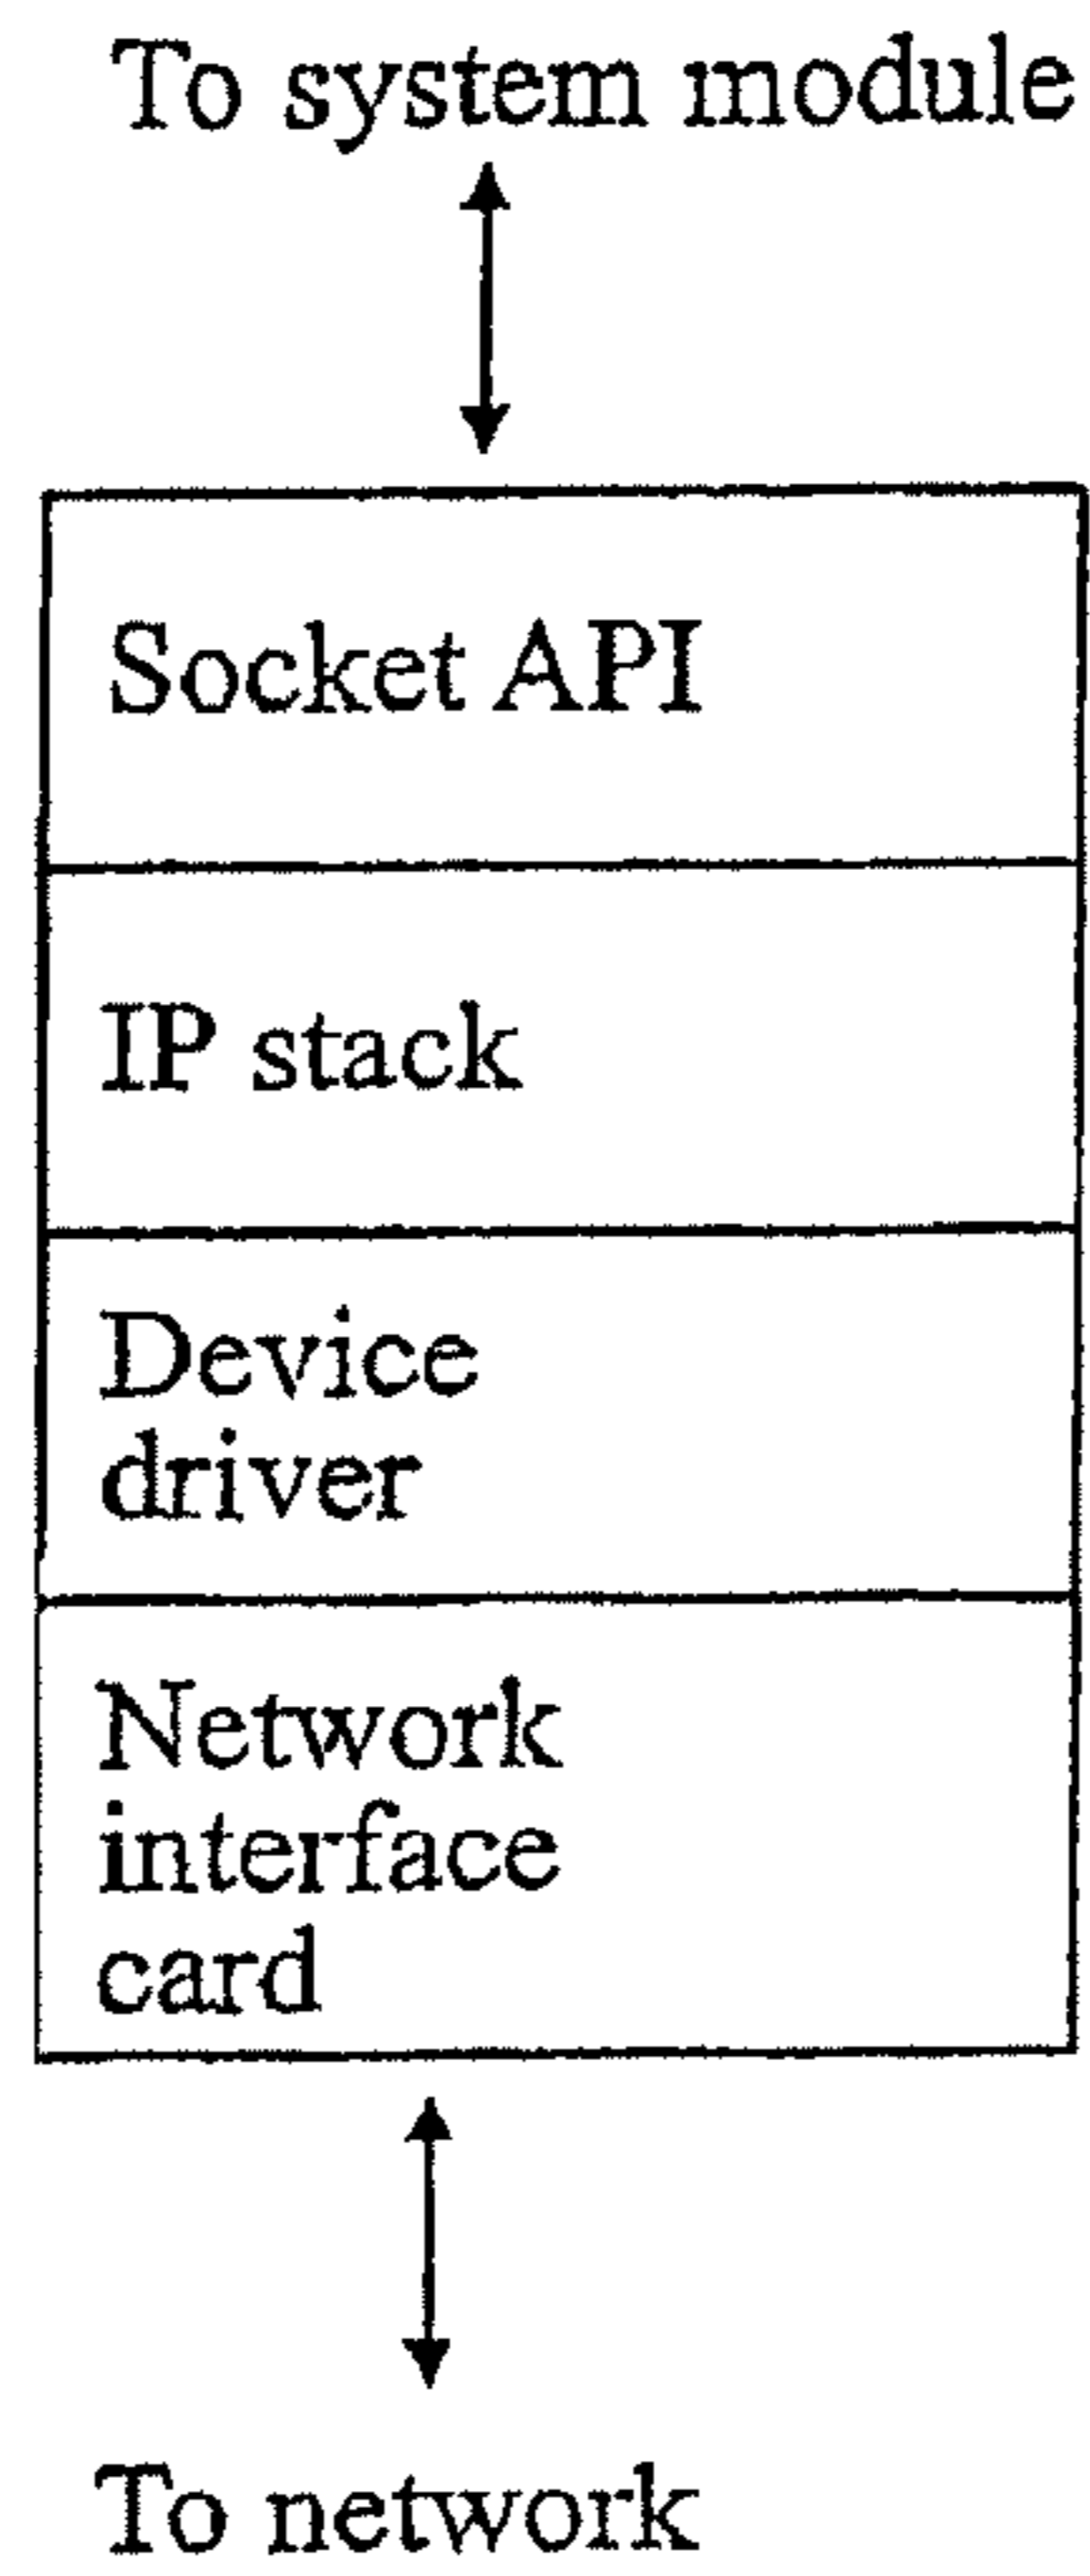 To system module
Socket API
IP stack
Device
driver
Network
interface
card
To network